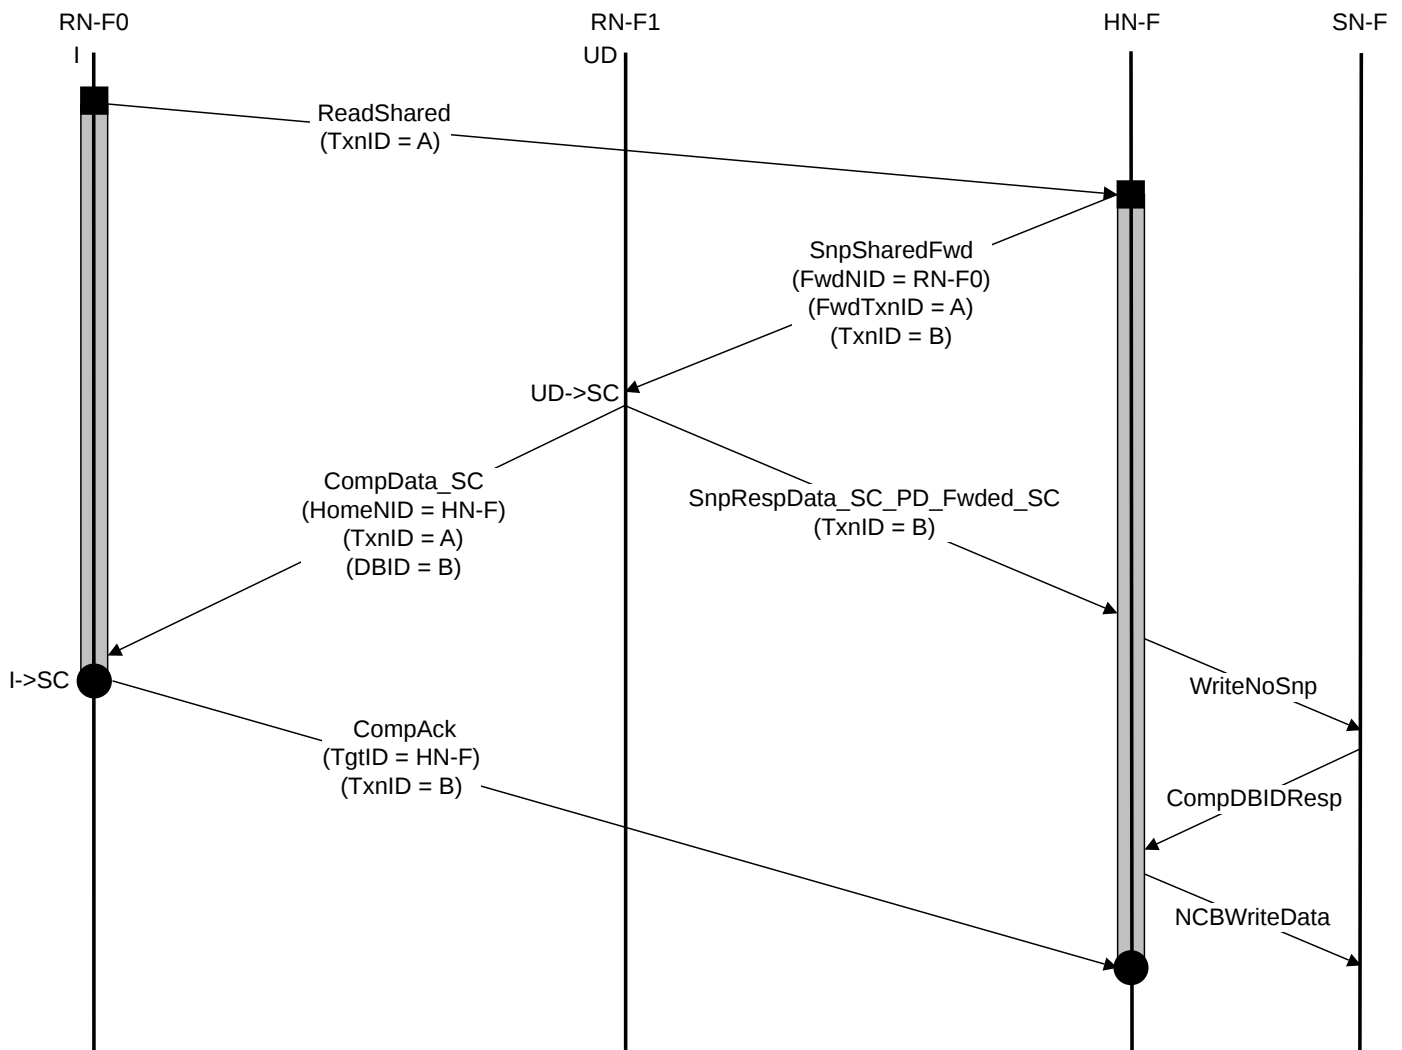 RN-F0
RN-F1
HN-F
SN-F
I
UD
ReadShared
(TxnID = A)
SnpSharedFwd
(FwdNID = RN-F0)
(FwdTxnID = A)
(TxnID = B)
UD->SC
CompData_SC
(HomeNID = HN-F)
(TxnID = A)
(DBID = B)
SnpRespData_SC_PD_Fwded_SC
(TxnID = B)
I->SC
WriteNoSnp
CompAck
(TgtID = HN-F)
(TxnID = B)
CompDBIDResp
NCBWriteData